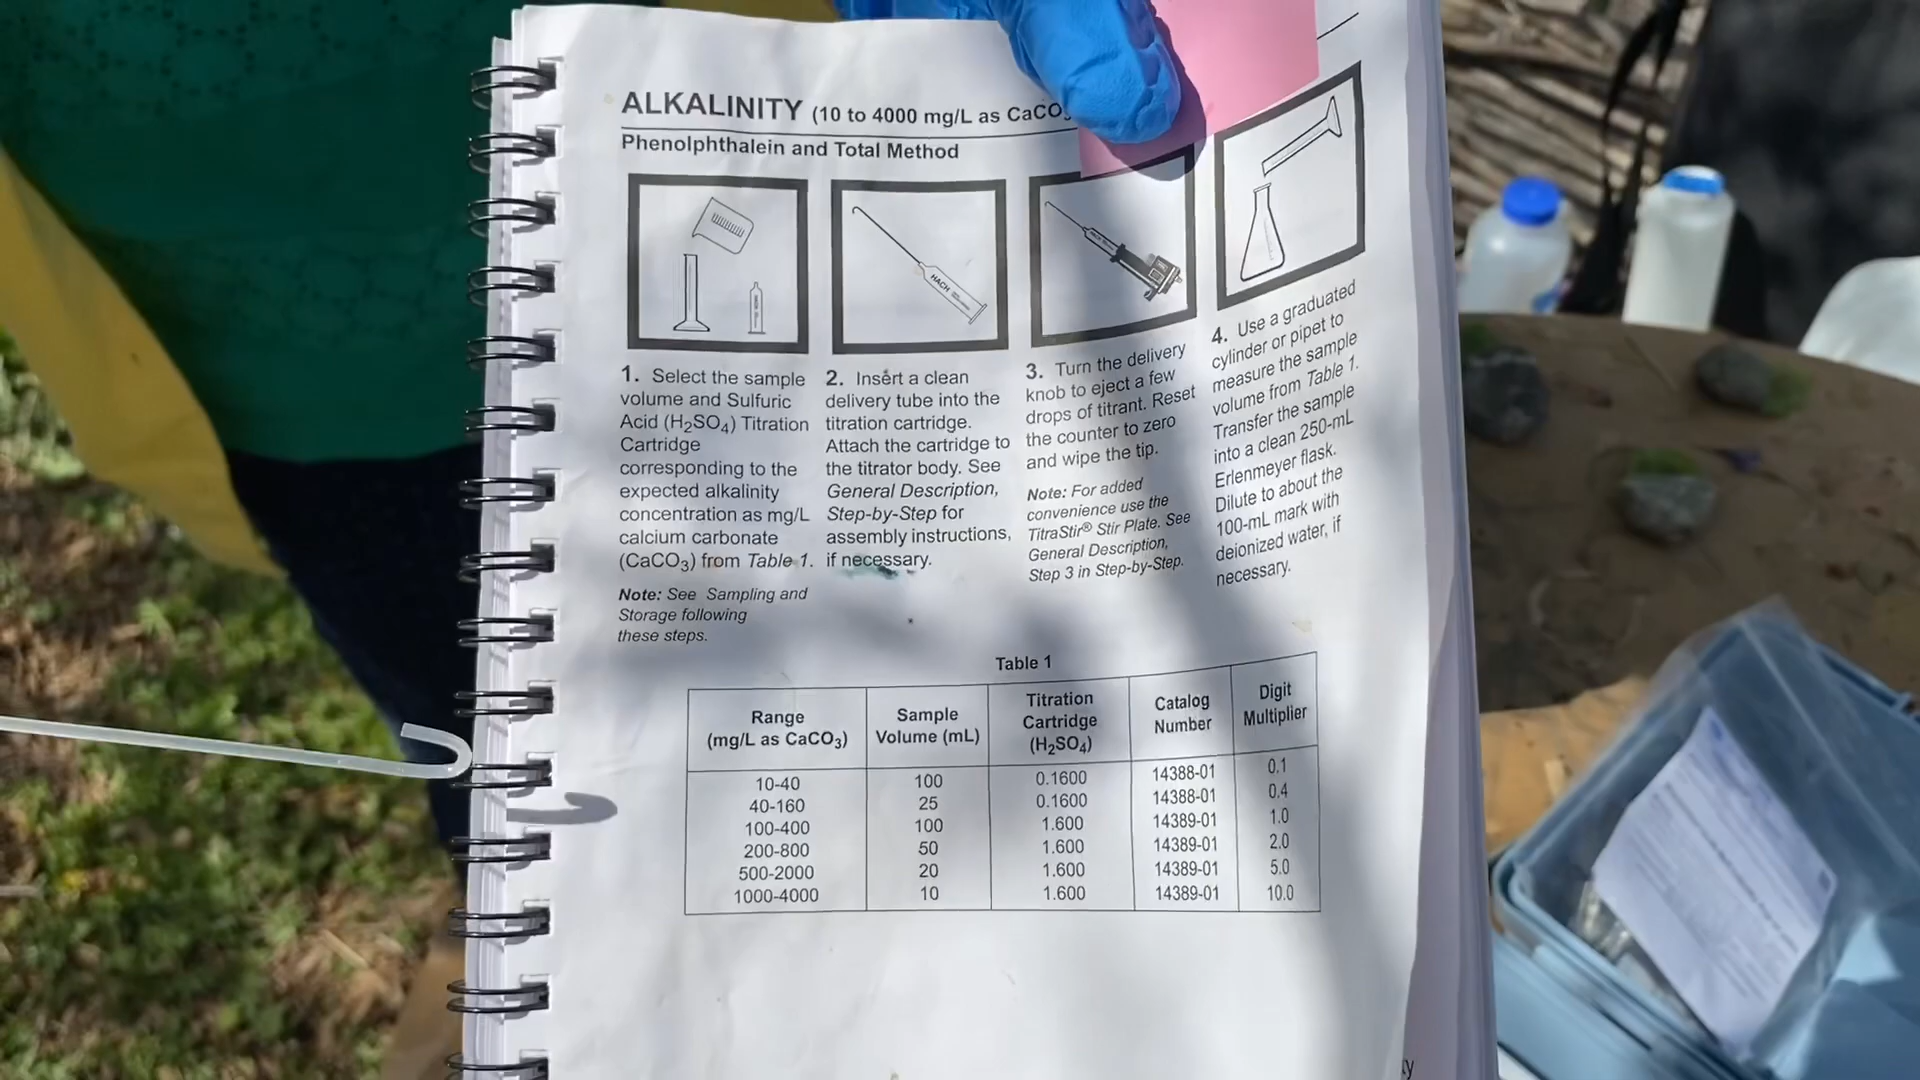 ALKALINITY (10 to 4000 mg/L as CaCO₃
Phenolphthalein and Total Method
HACH
1. Select the sample
volume and Sulfuric
Acid (H₂SO₄) Titration
Cartridge
corresponding to the
expected alkalinity
concentration as mg/L
calcium carbonate
(CaCO₃) from Table 1.
Note: See Sampling and
Storage following
these steps.
2. Insert a clean
delivery tube into the
titration cartridge.
Attach the cartridge to
the titrator body. See
General Description,
Step-by-Step for
assembly instructions,
if necessary.
3. Turn the delivery
knob to eject a few
drops of titrant. Reset
the counter to zero
and wipe the tip.
Note: For added
convenience use the
TitraStir® Stir Plate. See
General Description,
Step 3 in Step-by-Step.
4. Use a graduated
cylinder or pipet to
measure the sample
volume from Table 1.
Transfer the sample
into a clean 250-mL
Erlenmeyer flask.
Dilute to about the
100-mL mark with
deionized water, if
necessary.
Table 1
Range (mg/L as CaCO₃) Sample Volume (mL) Titration Cartridge (H₂SO₄) Catalog Number Digit Multiplier
10-40 100 0.1600 14388-01 0.1
40-160 25 0.1600 14388-01 0.4
100-400 100 1.600 14389-01 1.0
200-800 50 1.600 14389-01 2.0
500-2000 20 1.600 14389-01 5.0
1000-4000 10 1.600 14389-01 10.0